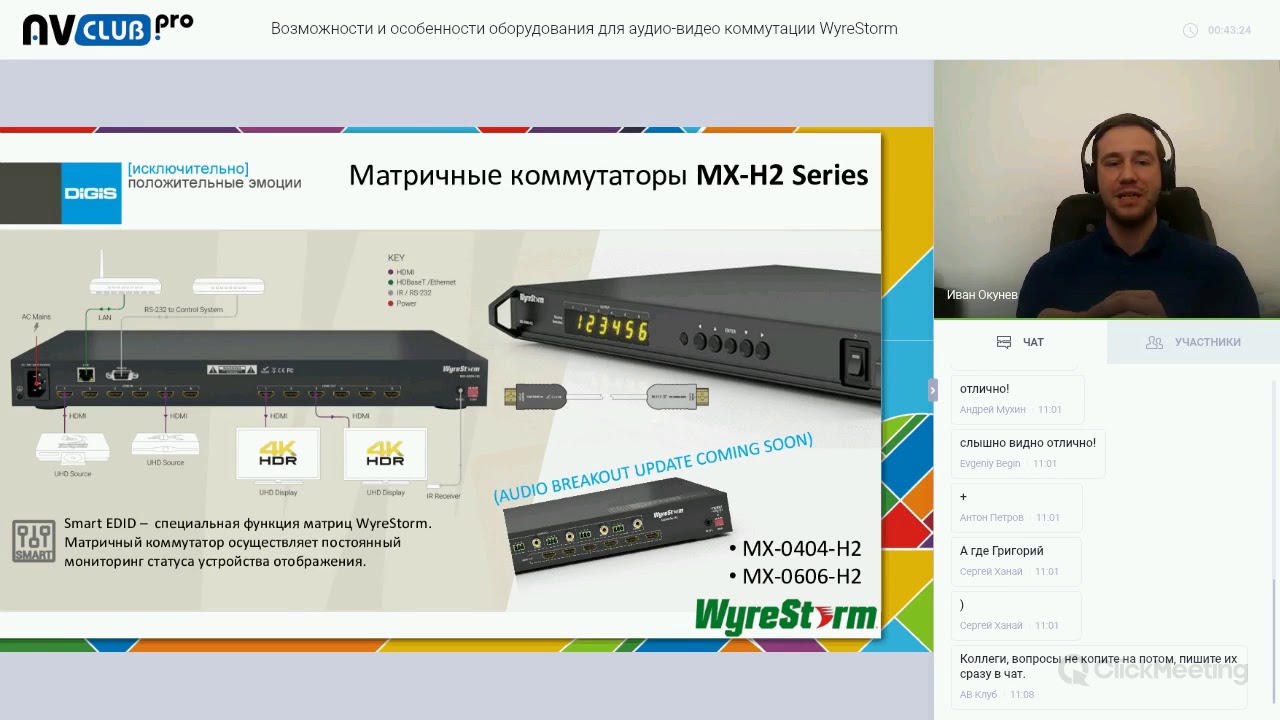 AVCLUB.pro
Возможности и особенности оборудования для аудио-видео коммутации WyreStorm
00:43:24
DIGIS
[исключительно]
положительные эмоции
Матричные коммутаторы MX-H2 Series
KEY
HDMI
HDBaseT /Ethernet
IR / RS-232
Power
AC Mains
LAN
RS-232 to Control System
WyreStorm
HDMI
HDMI
HDMI
HDMI
UHD Source
UHD Source
4K
HDR
4K
HDR
UHD Display
UHD Display
IR Receiver
WyreStorm
123456
ENTER
(AUDIO BREAKOUT UPDATE COMING SOON)
WyreStorm
SMART
Smart EDID – специальная функция матриц WyreStorm.
Матричный коммутатор осуществляет постоянный
мониторинг статуса устройства отображения.
• MX-0404-H2
• MX-0606-H2
WyreStorm
Иван Окунев
ЧАТ
УЧАСТНИКИ
отлично!
Андрей Мухин · 11:01
слышно видно отлично!
Evgeniy Begin · 11:01
+
Антон Петров · 11:01
А где Григорий
Сергей Ханай · 11:01
)
Сергей Ханай · 11:01
Коллеги, вопросы не копите на потом, пишите их
сразу в чат.
АВ Клуб · 11:08
ClickMeeting